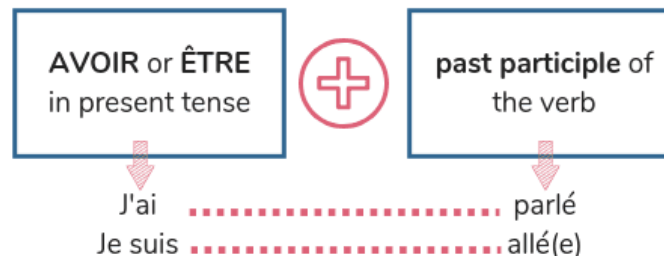 AVOIR or ÊTRE
in present tense
past participle of
the verb
J'ai parlé
Je suis allé(e)